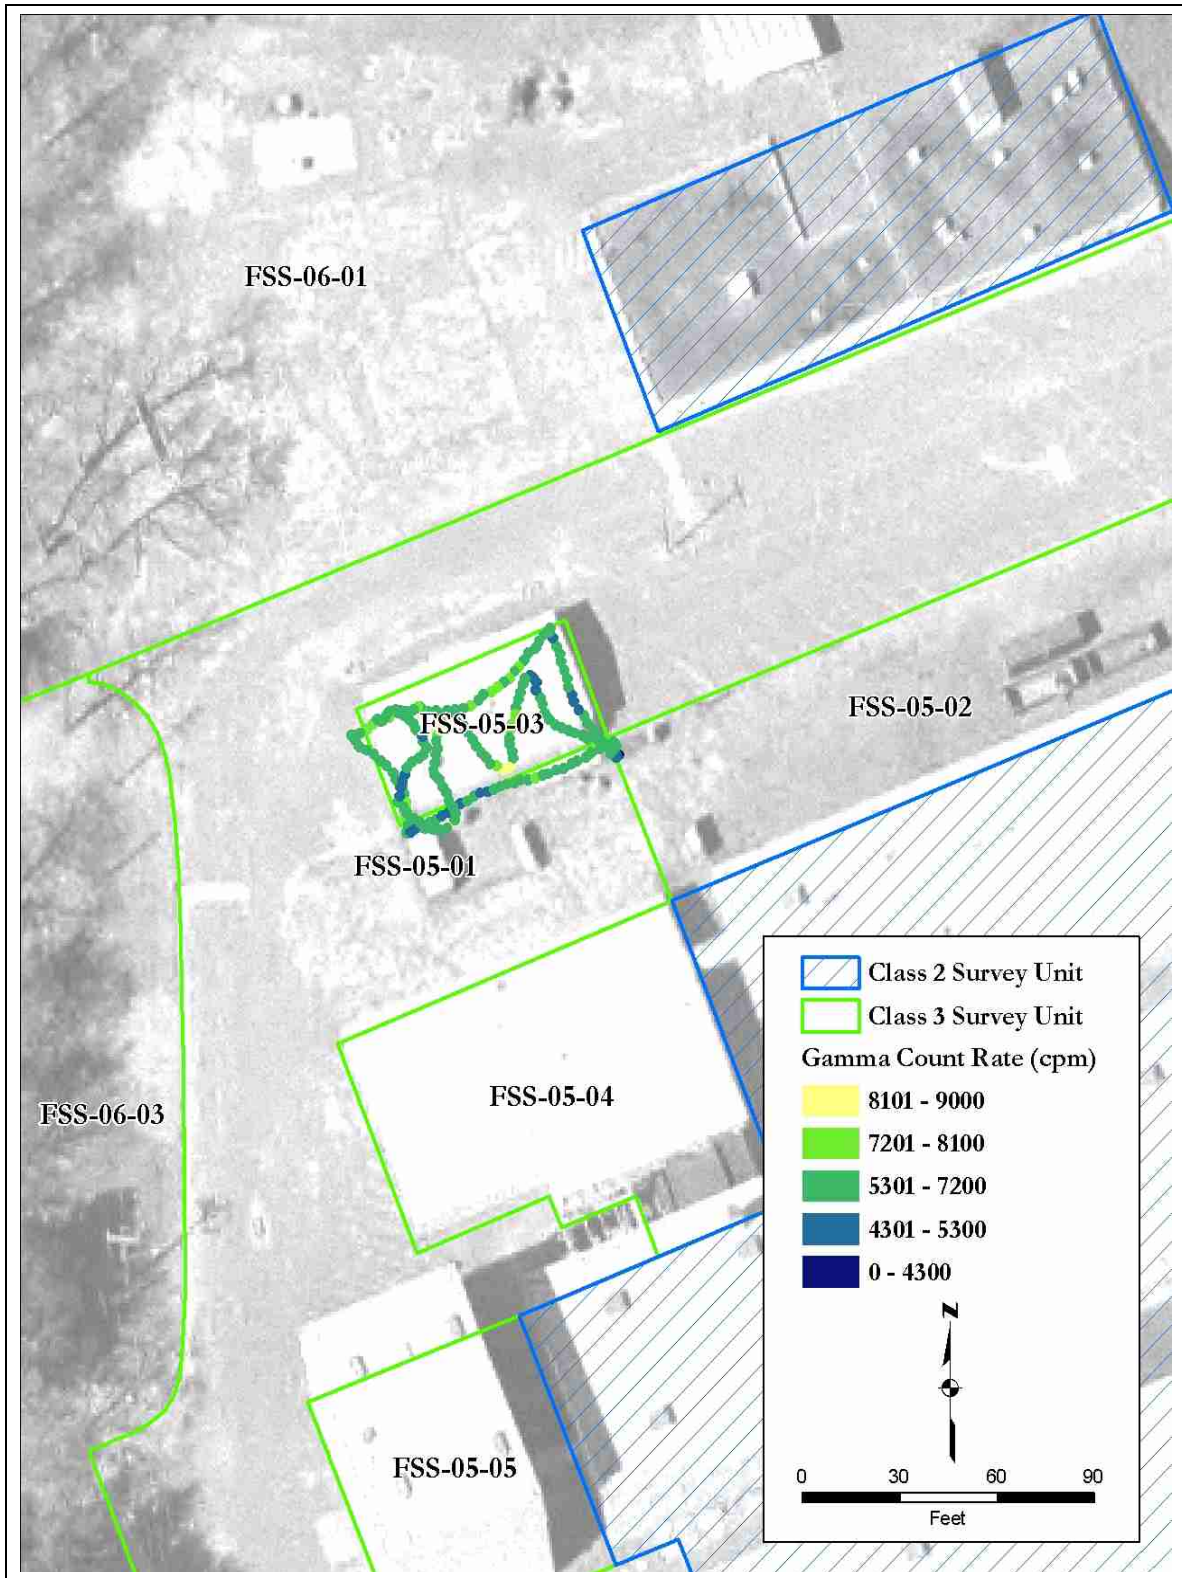 FSS-06-01
FSS-05-03
FSS-05-02
FSS-05-01
FSS-05-04
FSS-06-03
FSS-05-05
Class 2 Survey Unit
Class 3 Survey Unit
Gamma Count Rate (cpm)
8101 - 9000
7201 - 8100
5301 - 7200
4301 - 5300
0 - 4300
N
0 30 60 90
Feet